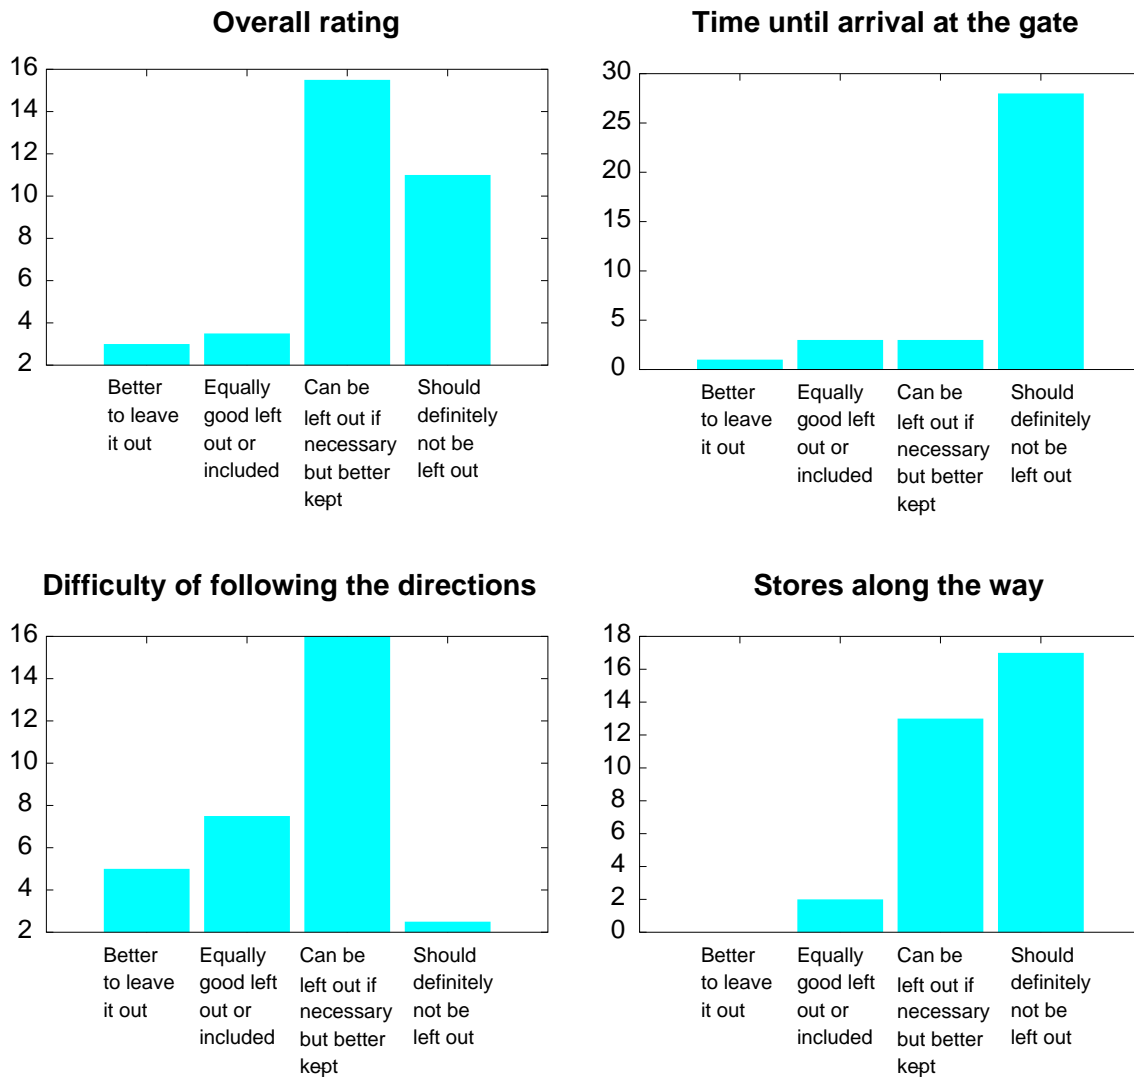 Overall rating
16
14
12
10
8
6
4
2
Better
to leave
it out
Equally
good left
out or
included
Can be
left out if
necessary
but better
kept
Should
definitely
not be
left out
Time until arrival at the gate
30
25
20
15
10
5
0
Better
to leave
it out
Equally
good left
out or
included
Can be
left out if
necessary
but better
kept
Should
definitely
not be
left out
Difficulty of following the directions
16
14
12
10
8
6
4
2
Better
to leave
it out
Equally
good left
out or
included
Can be
left out if
necessary
but better
kept
Should
definitely
not be
left out
Stores along the way
18
16
14
12
10
8
6
4
2
0
Better
to leave
it out
Equally
good left
out or
included
Can be
left out if
necessary
but better
kept
Should
definitely
not be
left out